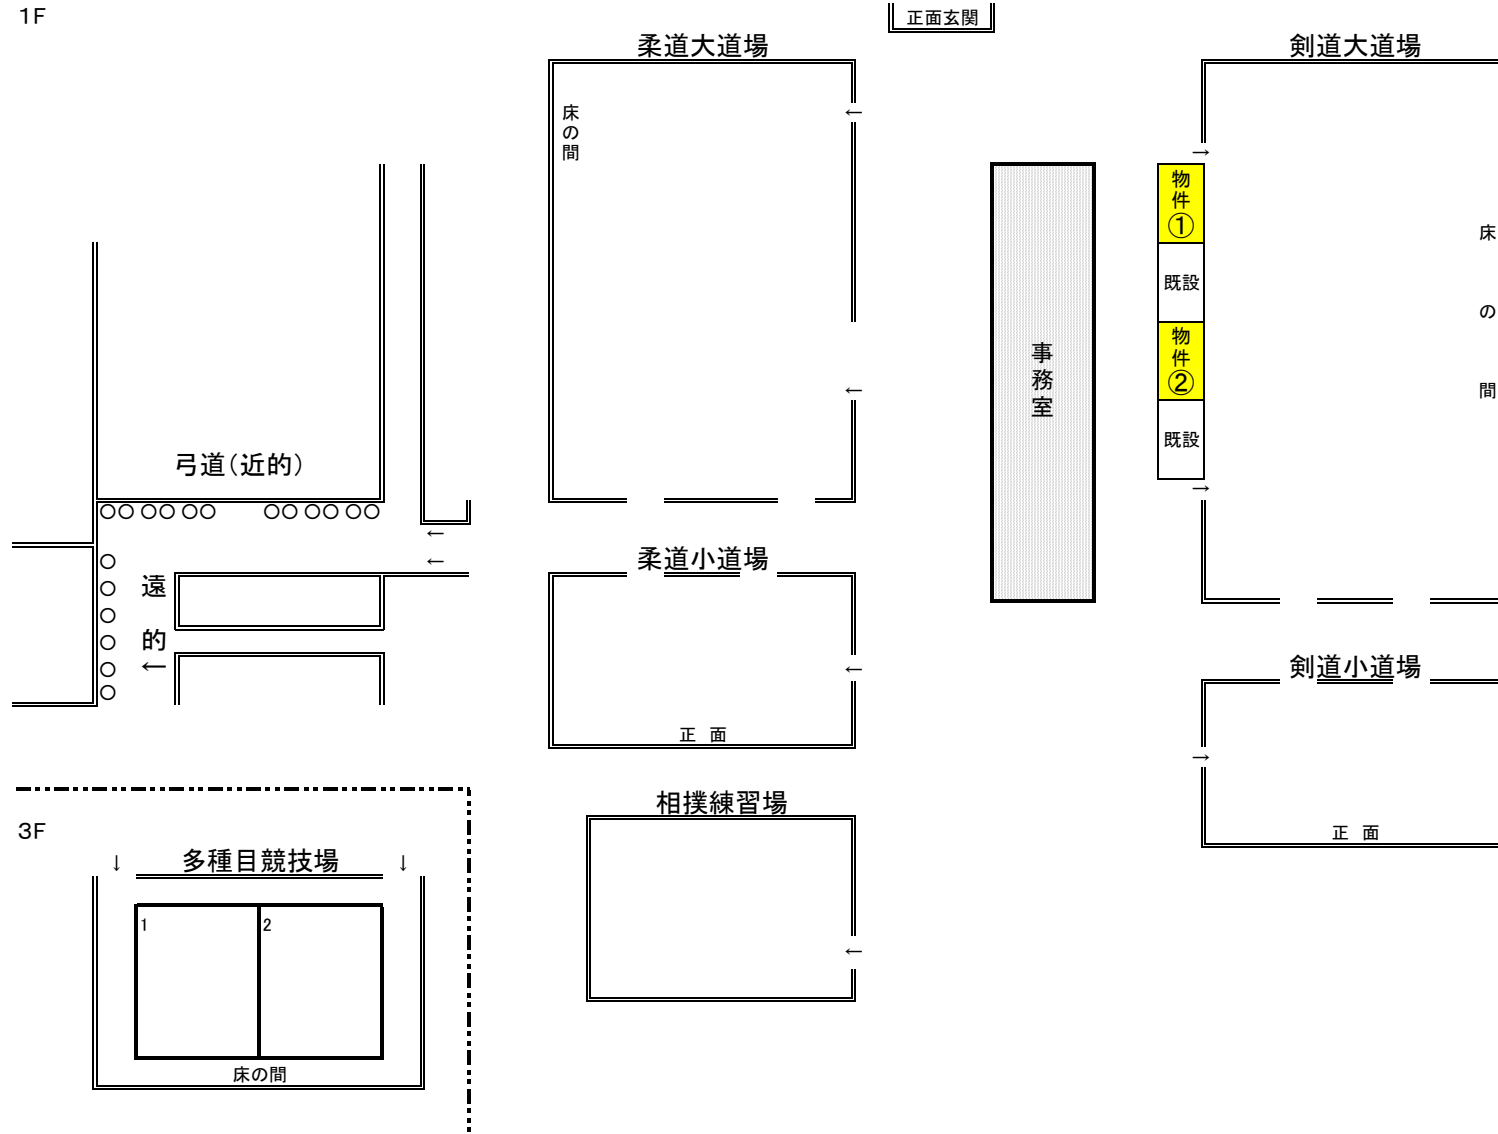 1F
正面玄関
柔道大道場
剣道大道場
床の間
←
→
物件①
床の間
既設
物件②
事務室
←
既設
弓道(近的)
→
○○ ○○ ○○ ○○ ○○ ○○
←
←
柔道小道場
○
○
○
○
○
○
遠的
←
←
剣道小道場
正 面
→
相撲練習場
3F
正 面
↓ 多種目競技場 ↓
1
2
←
床の間